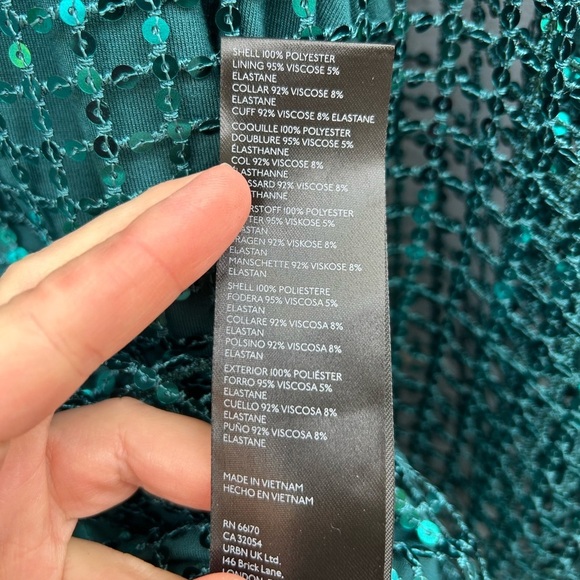 SHELL 100% POLYESTER
LINING 95% VISCOSE 5%
ELASTANE
COLLAR 92% VISCOSE 8%
ELASTANE
CUFF 92% VISCOSE 8% ELASTANE
COQUILLE 100% POLYESTER
DOUBLURE 95% VISCOSE 5%
ÉLASTHANNE
COL 92% VISCOSE 8%
92% VISCOSE 8%
ÉLASTHANNE
100% POLYESTER
95% VISKOSE 5%
ELASTAN
92% VISKOSE 8%
ELASTAN
MANSCHETTE 92% VISKOSE 8%
ELASTAN
SHELL 100% POLIESTERE
FODERA 95% VISCOSA 5%
ELASTAN
COLLARE 92% VISCOSA 8%
ELASTAN
POLSINO 92% VISCOSA 8%
ELASTAN
EXTERIOR 100% POLIÉSTER
FORRO 95% VISCOSA 5%
ELASTANE
CUELLO 92% VISCOSA 8%
ELASTANE
PUÑO 92% VISCOSA 8%
ELASTANE
MADE IN VIETNAM
HECHO EN VIETNAM
RN 66170
CA 32054
URBN UK Ltd.
146 Brick Lane,
LONDON